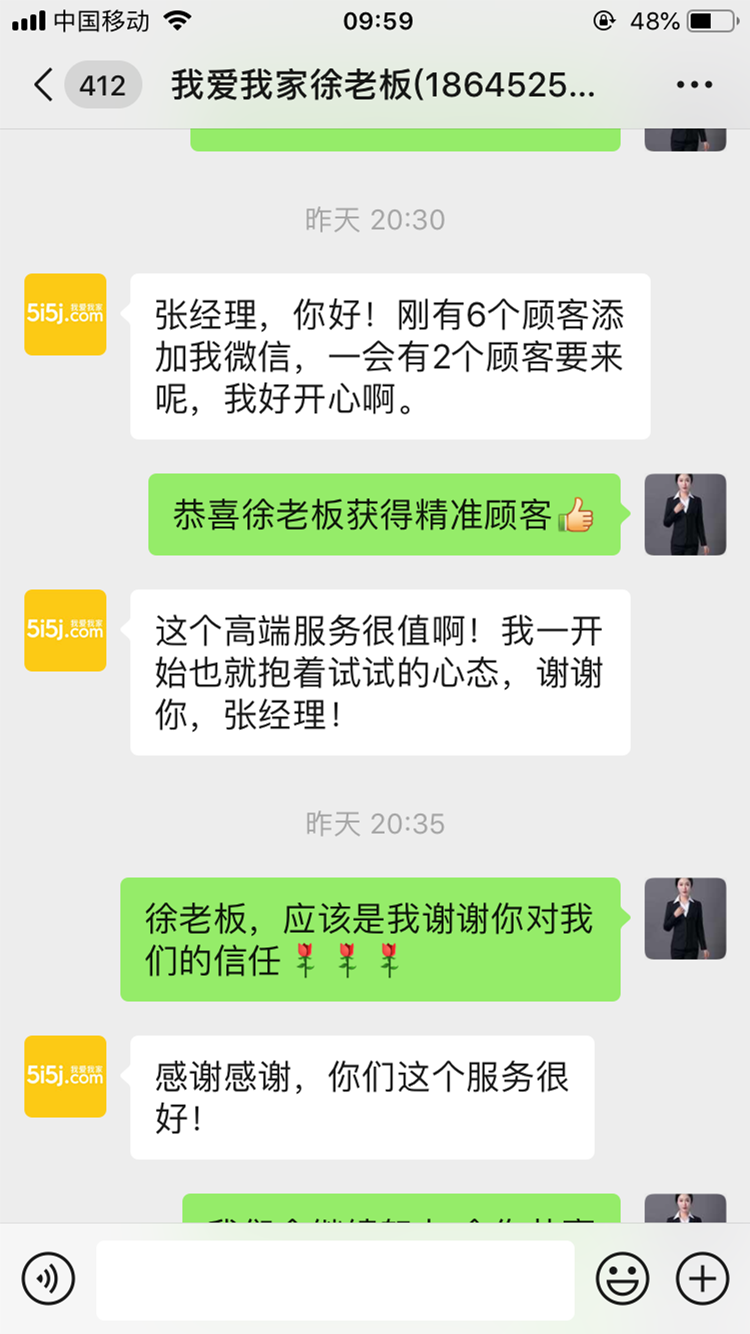 中国移动
09:59
48%
412
我爱我家徐老板(1864525...
昨天 20:30
5i5j.com 我爱我家
张经理，你好！刚有6个顾客添
加我微信，一会有2个顾客要来
呢，我好开心啊。
恭喜徐老板获得精准顾客👍
5i5j.com 我爱我家
这个高端服务很值啊！我一开
始也就抱着试试的心态，谢谢
你，张经理！
昨天 20:35
徐老板，应该是我谢谢你对我
们的信任🌹🌹🌹
5i5j.com 我爱我家
感谢感谢，你们这个服务很
好！